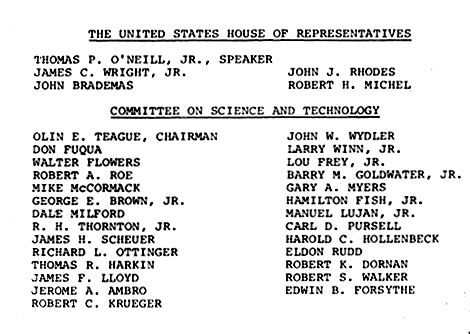 THE UNITED STATES HOUSE OF REPRESENTATIVES
THOMAS P. O'NEILL, JR., SPEAKER
JAMES C. WRIGHT, JR.
JOHN BRADEMAS
JOHN J. RHODES
ROBERT H. MICHEL
COMMITTEE ON SCIENCE AND TECHNOLOGY
OLIN E. TEAGUE, CHAIRMAN
DON FUQUA
WALTER FLOWERS
ROBERT A. ROE
MIKE McCORMACK
GEORGE E. BROWN, JR.
DALE MILFORD
R. H. THORNTON, JR.
JAMES H. SCHEUER
RICHARD L. OTTINGER
THOMAS R. HARKIN
JAMES F. LLOYD
JEROME A. AMBRO
ROBERT C. KRUEGER
JOHN W. WYDLER
LARRY WINN, JR.
LOU FREY, JR.
BARRY M. GOLDWATER, JR.
GARY A. MYERS
HAMILTON FISH, JR.
MANUEL LUJAN, JR.
CARL D. PURSELL
HAROLD C. HOLLENBECK
ELDON RUDD
ROBERT K. DORNAN
ROBERT S. WALKER
EDWIN B. FORSYTHE